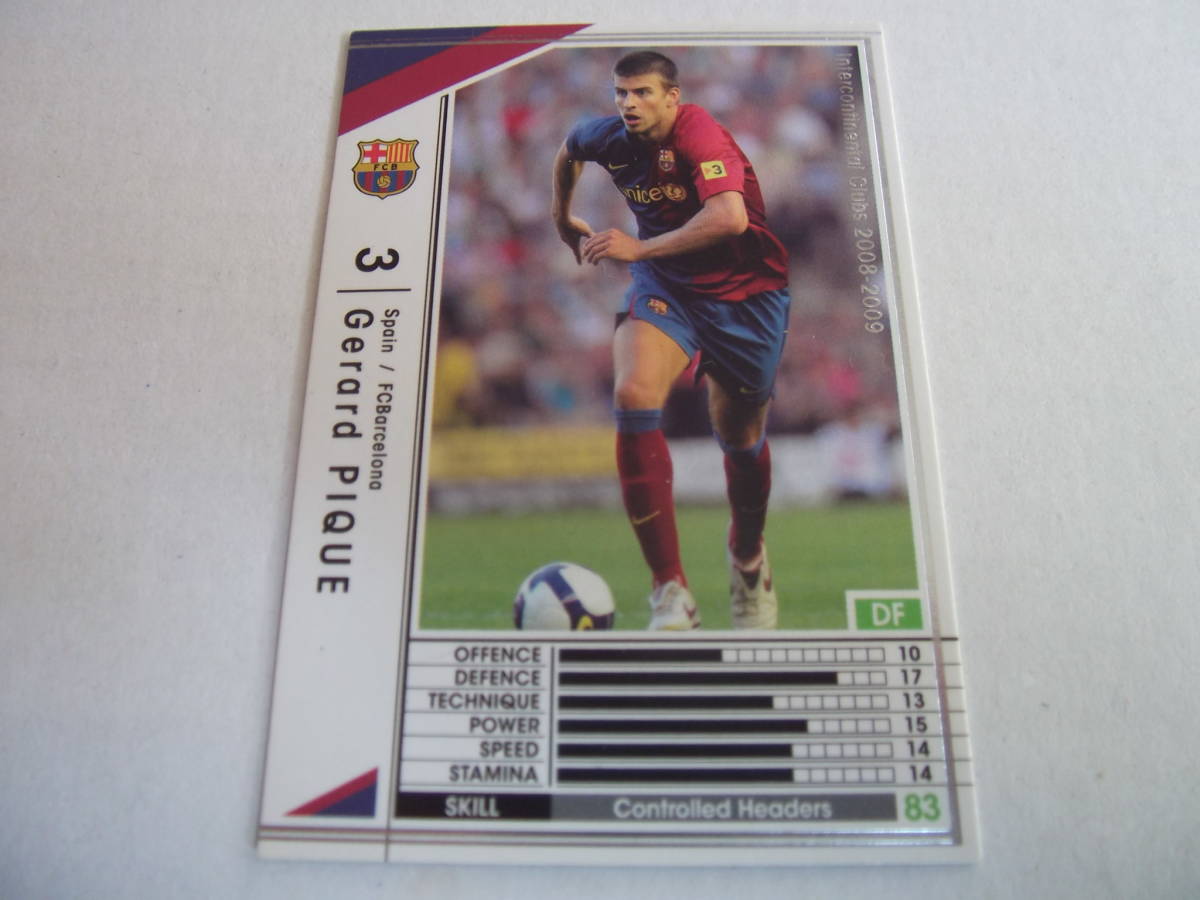 Intercontinental Clubs 2008-2009
FCB
3
Spain / FCBarcelona
Gerard PIQUE
unicef
3
DF
OFFENCE 10
DEFENCE 17
TECHNIQUE 13
POWER 15
SPEED 14
STAMINA 14
SKILL Controlled Headers 83